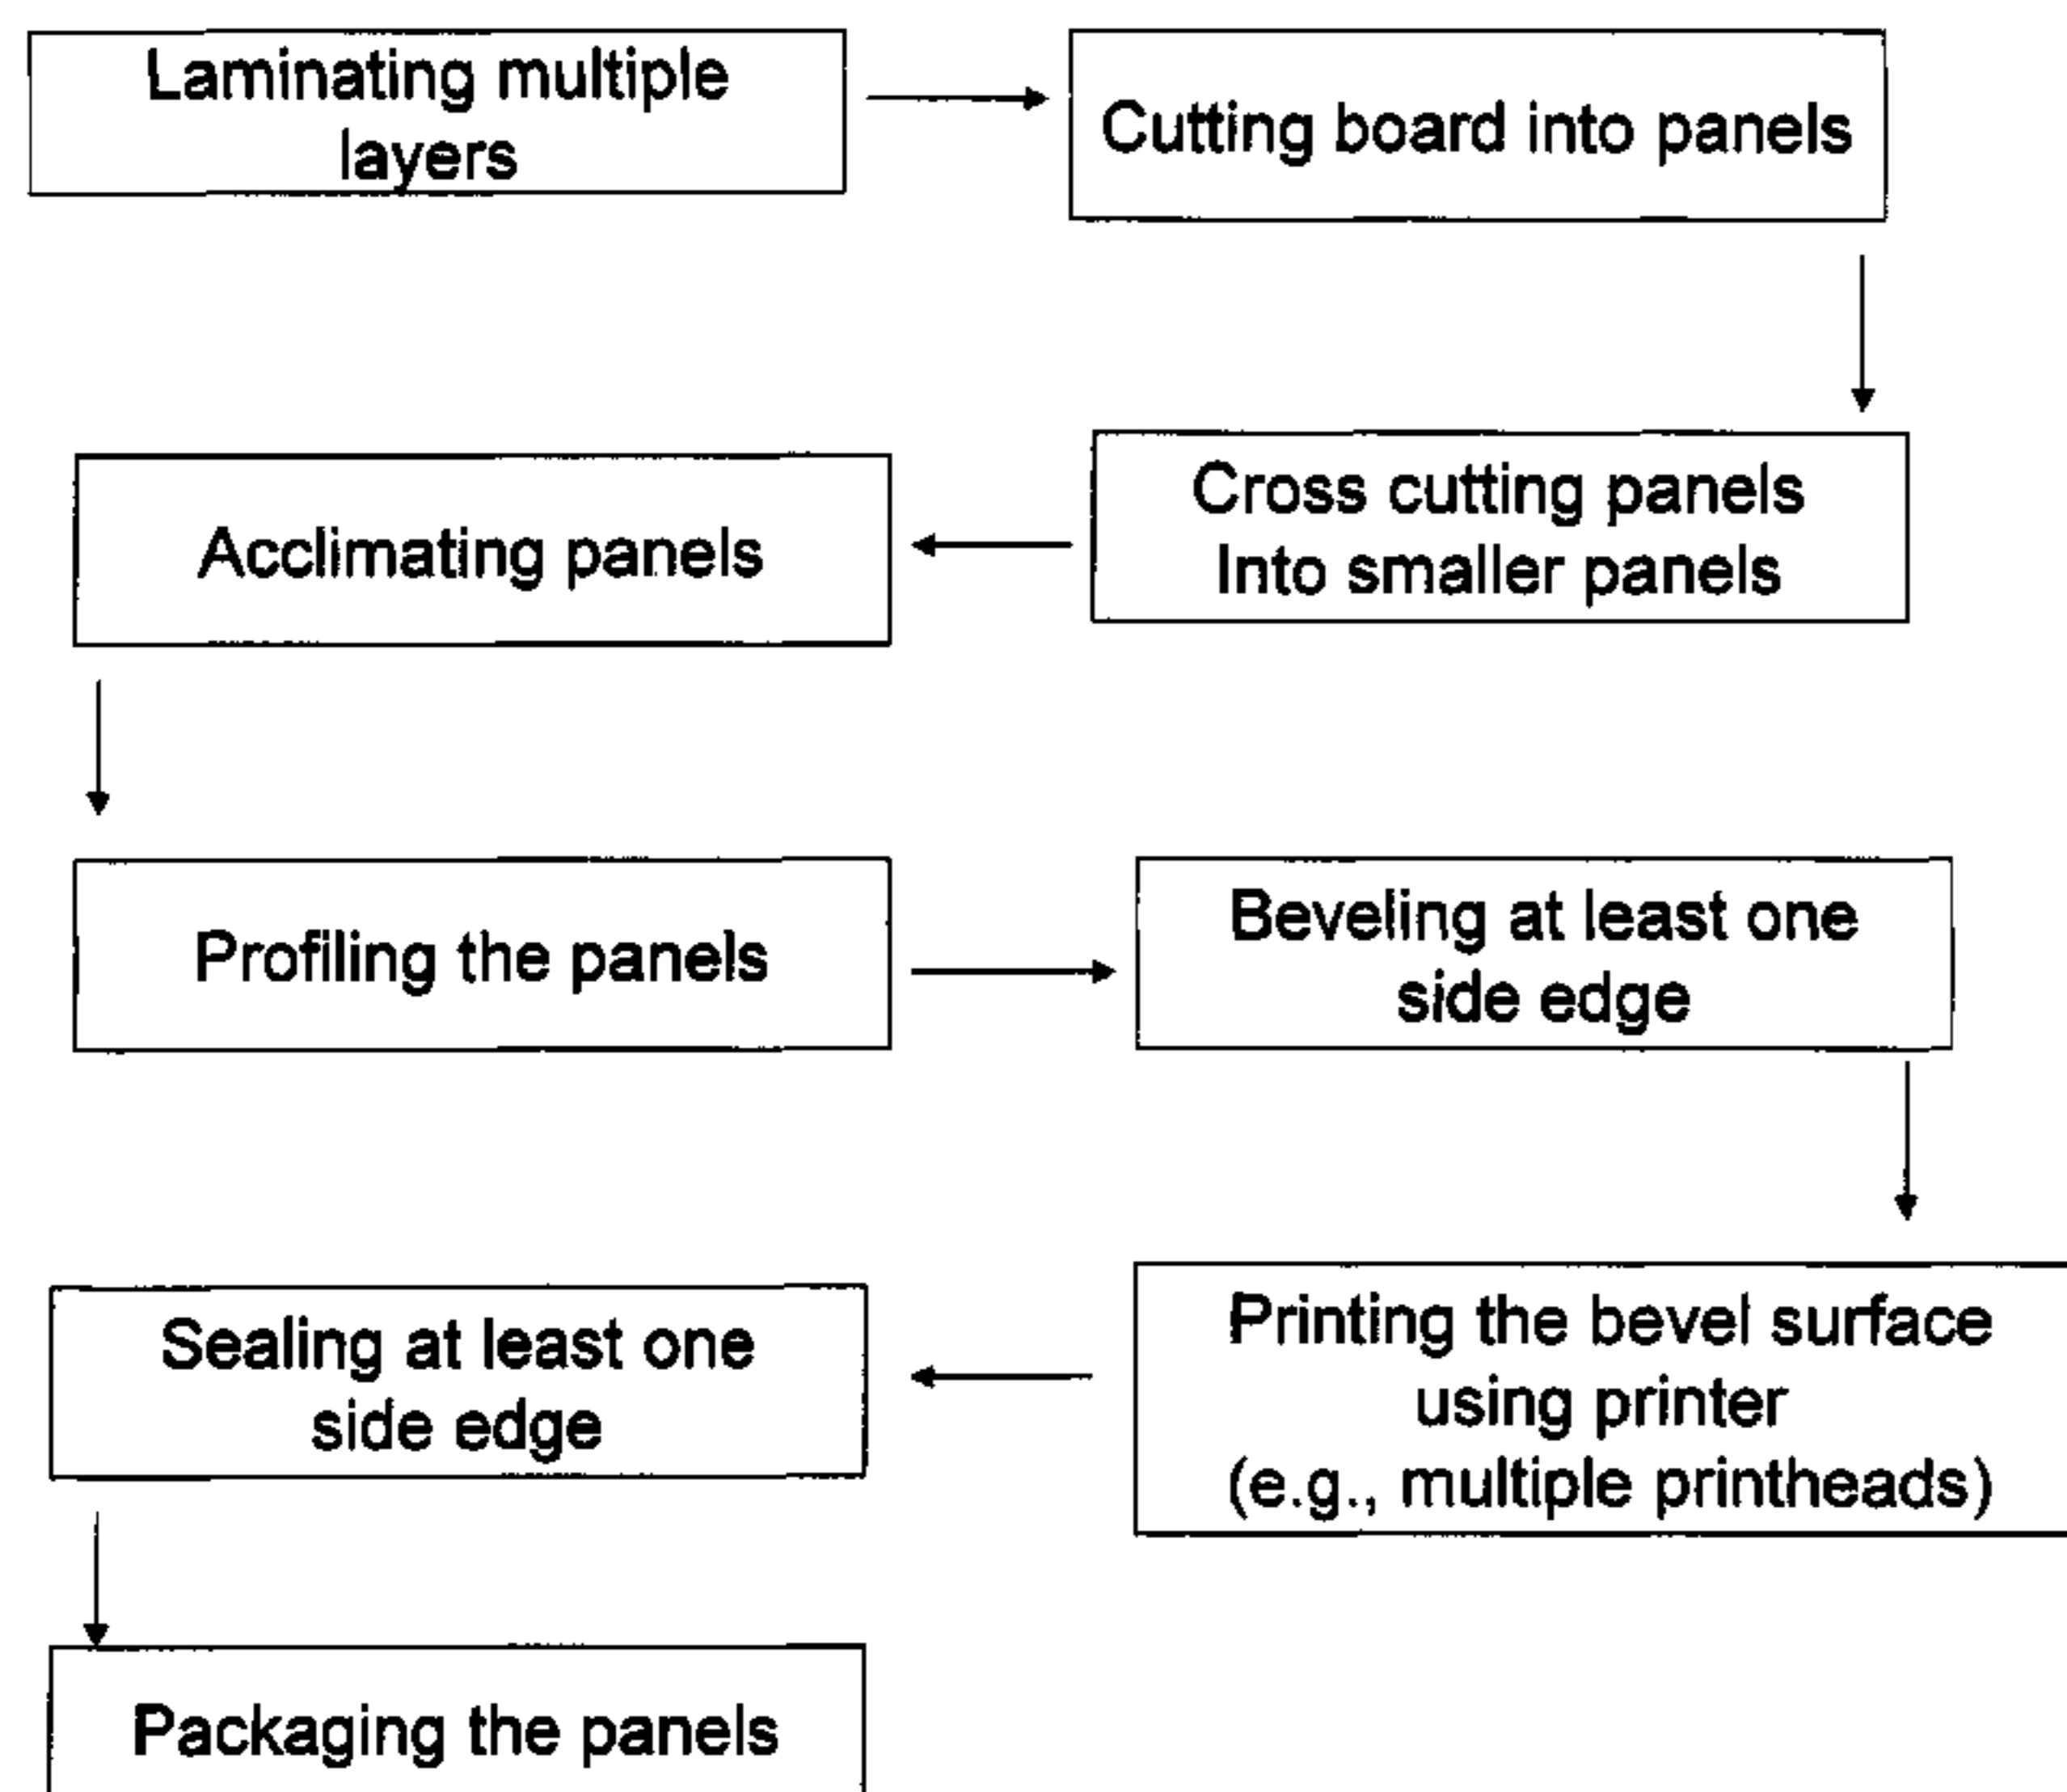 Laminating multiple
layers
Cutting board into panels
Cross cutting panels
Into smaller panels
Acclimating panels
Profiling the panels
Beveling at least one
side edge
Printing the bevel surface
using printer
(e.g., multiple printheads)
Sealing at least one
side edge
Packaging the panels